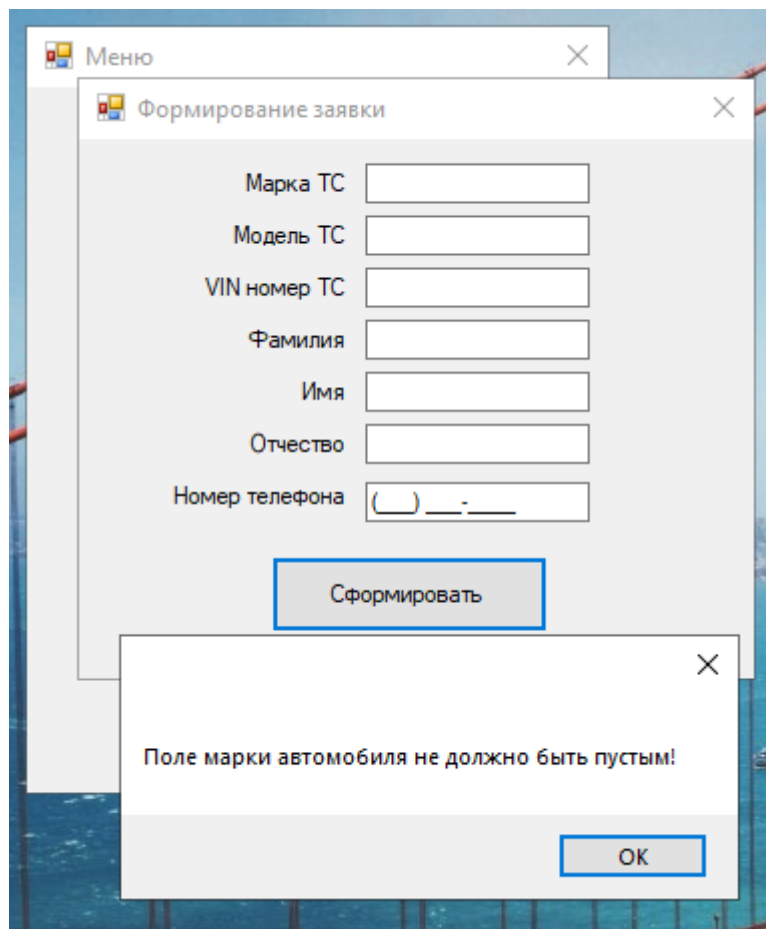 Меню
Формирование заявки
Марка ТС
Модель ТС
VIN номер ТС
Фамилия
Имя
Отчество
Номер телефона (___) ___-____
Сформировать
Поле марки автомобиля не должно быть пустым!
ОК